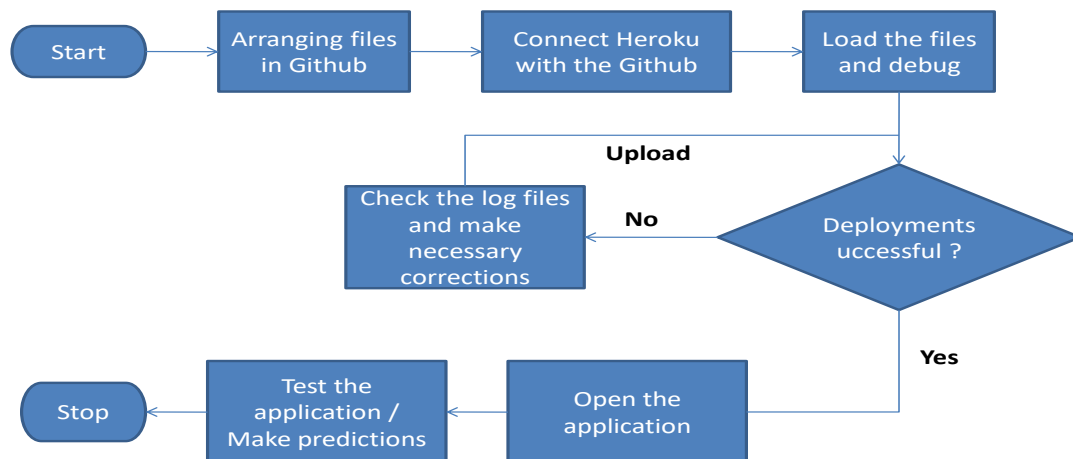 Start
Arranging files
in Github
Connect Heroku
with the Github
Load the files
and debug
Upload
Check the log files
and make
necessary
corrections
No
Deployments
uccessful ?
Yes
Stop
Test the
application /
Make predictions
Open the
application